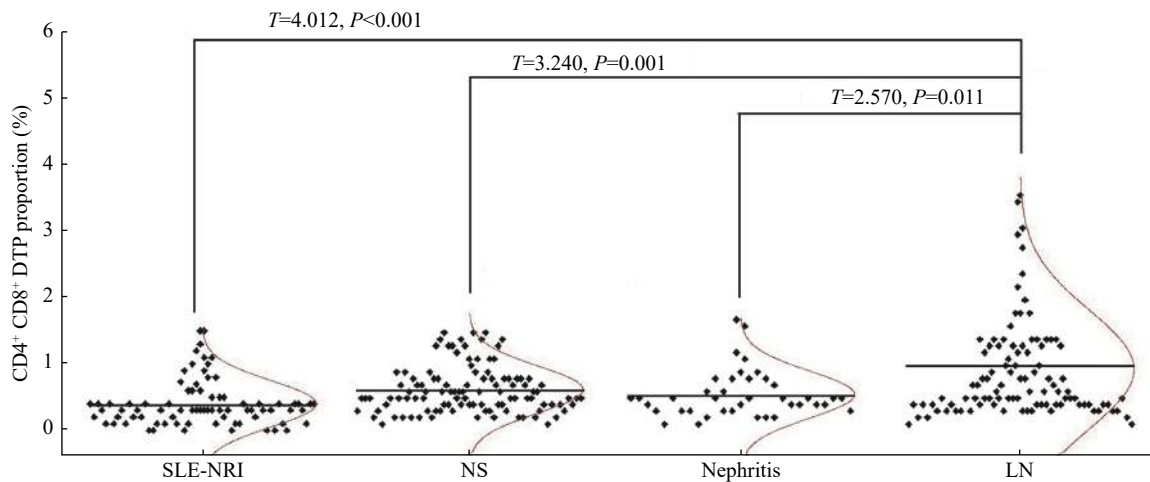 T=4.012, P<0.001
T=3.240, P=0.001
T=2.570, P=0.011
CD4⁺ CD8⁺ DTP proportion (%)
6
5
4
3
2
1
0
SLE-NRI NS Nephritis LN